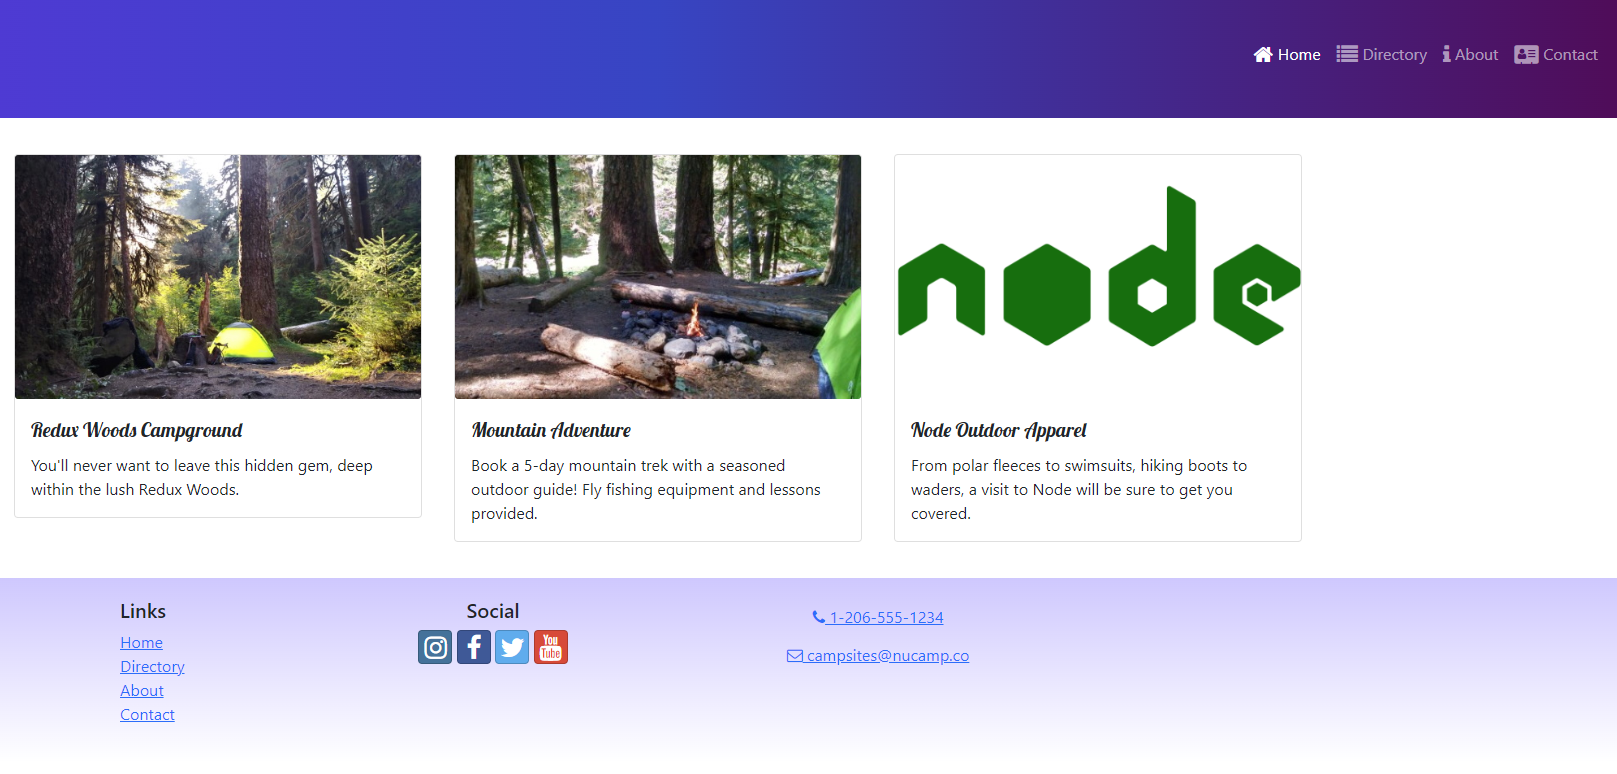 Home Directory About Contact
node
Redux Woods Campground
You'll never want to leave this hidden gem, deep
within the lush Redux Woods.
Mountain Adventure
Book a 5-day mountain trek with a seasoned
outdoor guide! Fly fishing equipment and lessons
provided.
Node Outdoor Apparel
From polar fleeces to swimsuits, hiking boots to
waders, a visit to Node will be sure to get you
covered.
Links
Home
Directory
About
Contact
Social
f
You
Tube
1-206-555-1234
campsites@nucamp.co